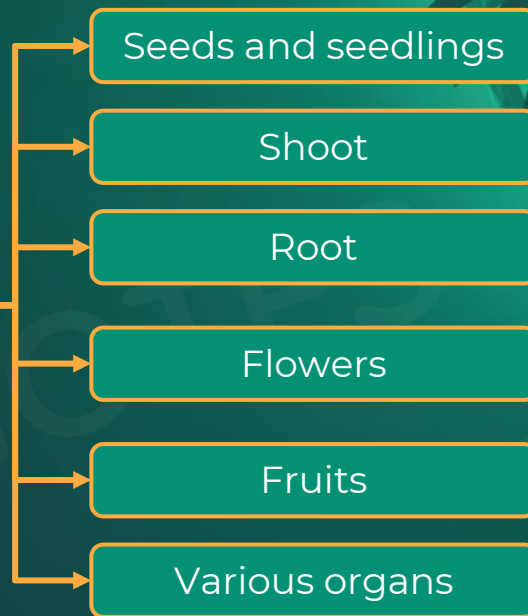 Seeds and seedlings
Shoot
Root
Flowers
Fruits
Various organs